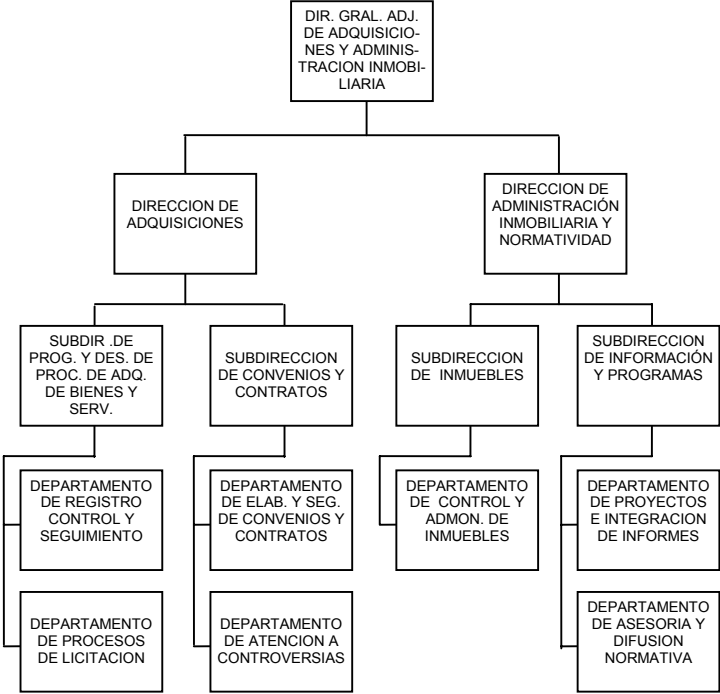 DIR. GRAL. ADJ.
DE ADQUISICIO-
NES Y ADMINIS-
TRACION INMOBI-
LIARIA
DIRECCION DE
ADQUISICIONES
DIRECCION DE
ADMINISTRACIÓN
INMOBILIARIA Y
NORMATIVIDAD
SUBDIR .DE
PROG. Y DES. DE
PROC. DE ADQ.
DE BIENES Y
SERV.
SUBDIRECCION
DE CONVENIOS Y
CONTRATOS
SUBDIRECCION
DE INMUEBLES
SUBDIRECCION
DE INFORMACIÓN
Y PROGRAMAS
DEPARTAMENTO
DE REGISTRO
CONTROL Y
SEGUIMIENTO
DEPARTAMENTO
DE ELAB. Y SEG.
DE CONVENIOS Y
CONTRATOS
DEPARTAMENTO
DE CONTROL Y
ADMON. DE
INMUEBLES
DEPARTAMENTO
DE PROYECTOS
E INTEGRACION
DE INFORMES
DEPARTAMENTO
DE PROCESOS
DE LICITACION
DEPARTAMENTO
DE ATENCION A
CONTROVERSIAS
DEPARTAMENTO
DE ASESORIA Y
DIFUSION
NORMATIVA